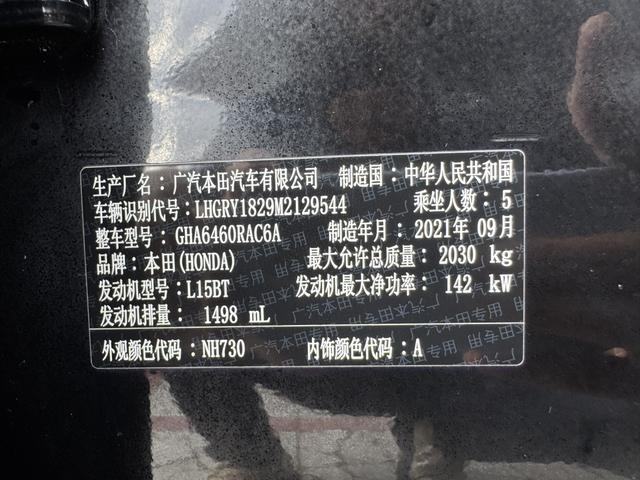 生产厂名：广汽本田汽车有限公司 制造国：中华人民共和国
车辆识别代号：LHGRY1829M2129544 乘坐人数：5
整车型号：GHA6460RAC6A 制造年月：2021年 09月
品牌：本田(HONDA) 最大允许总质量：2030 kg
发动机型号：L15BT 发动机最大净功率：142 kW
发动机排量：1498 mL
外观颜色代码：NH730 内饰颜色代码：A